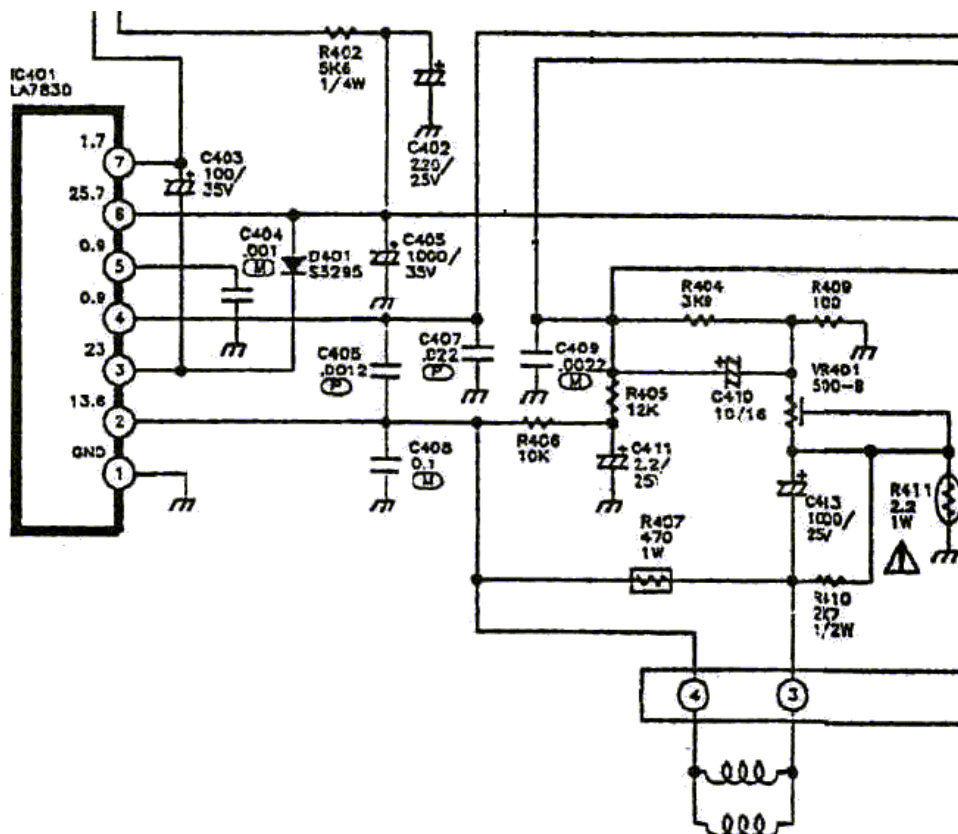 IC401
LA7830
1.7
7
25.7
6
0.9
5
0.9
4
23
3
13.6
2
GND
1
R402
5K6
1/4W
C402
220/
25V
C403
100/
35V
C404
.001
M
D401
S5295
C405
1000/
35V
R404
3K9
R409
100
C407
.022
P
.0012
P
C409
.0022
M
R405
12K
C410
10/16
VR401
500-B
R406
10K
C408
0.1
M
C411
2.2/
25V
R407
470
1W
C413
1000/
25V
R411
1W
R410
2K7
1/2W
4
3